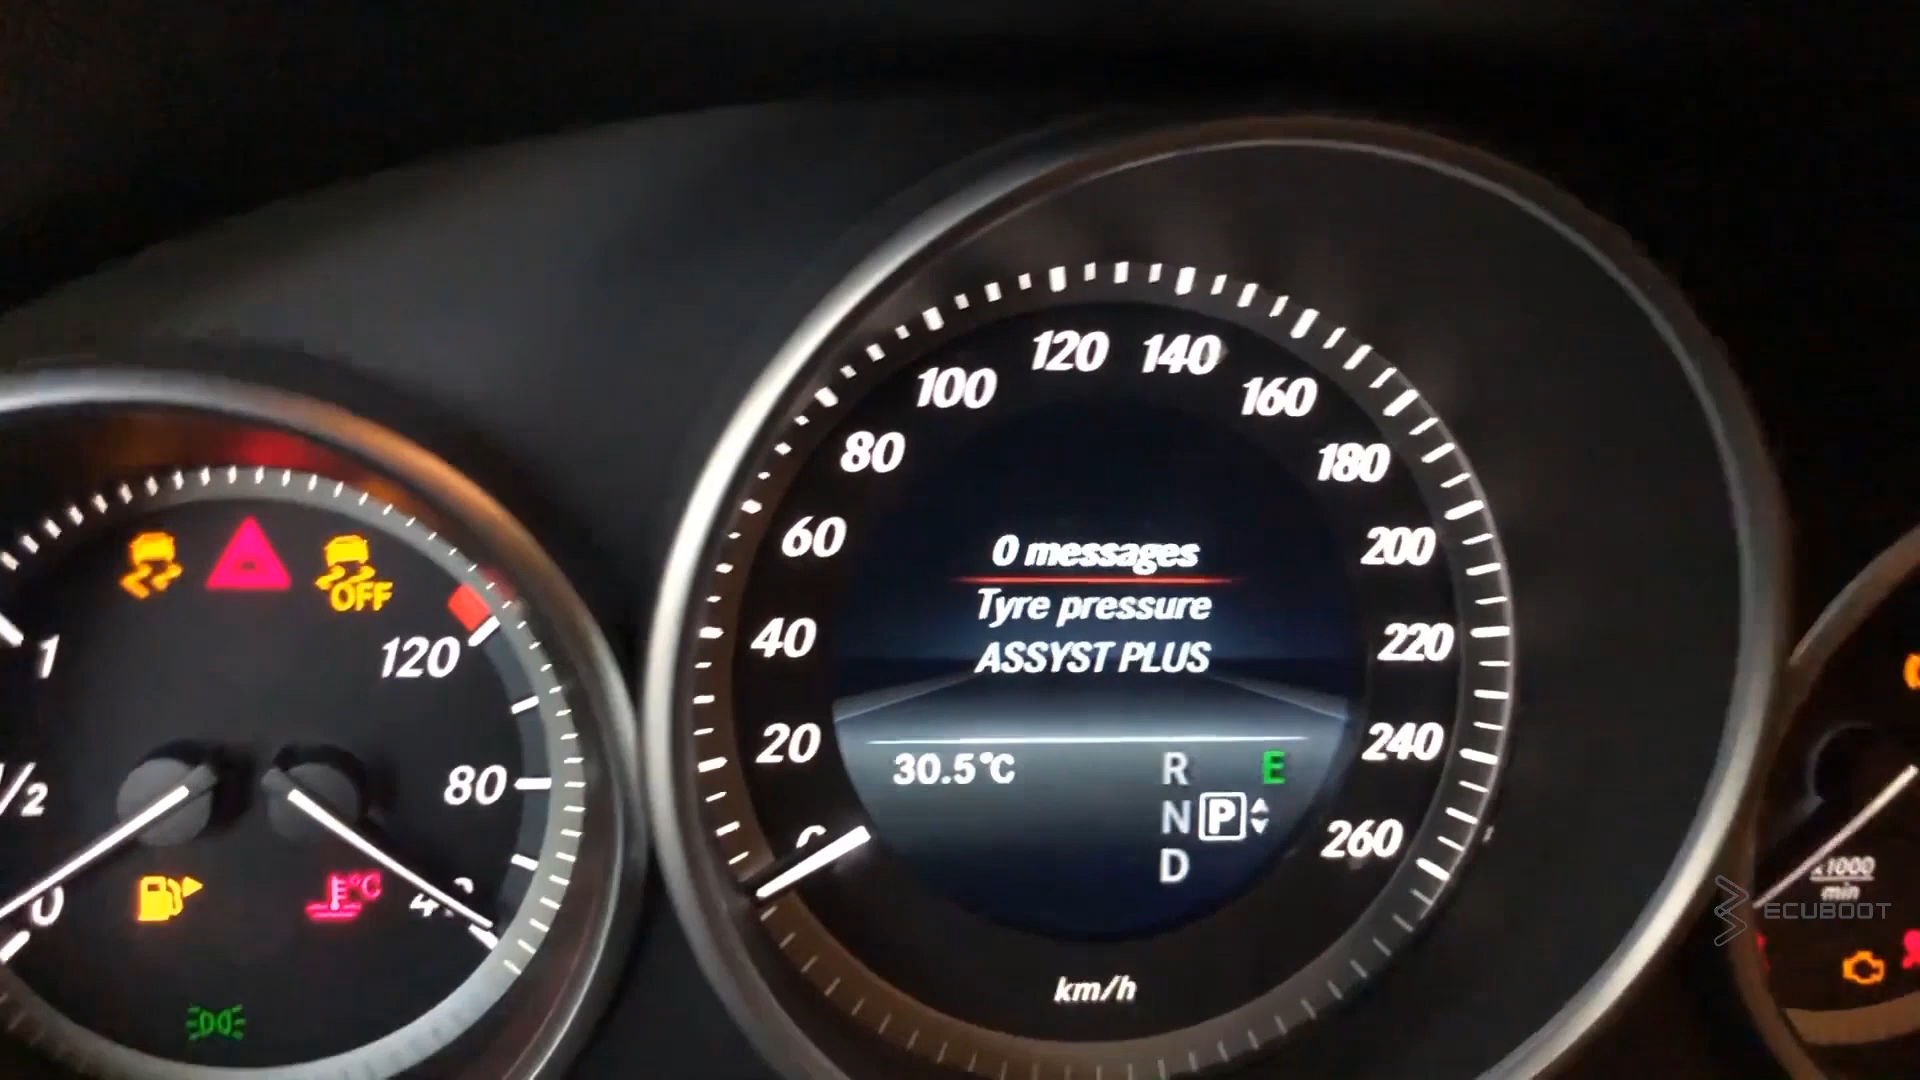 120 140
100 160
80 180
60 200
40 220
20 240
0 260
0 messages
Tyre pressure
ASSYST PLUS
30.5°C
R E
N P
D
km/h
OFF
1 120
1/2 80
0
°C
x1000
min
ECUBOOT